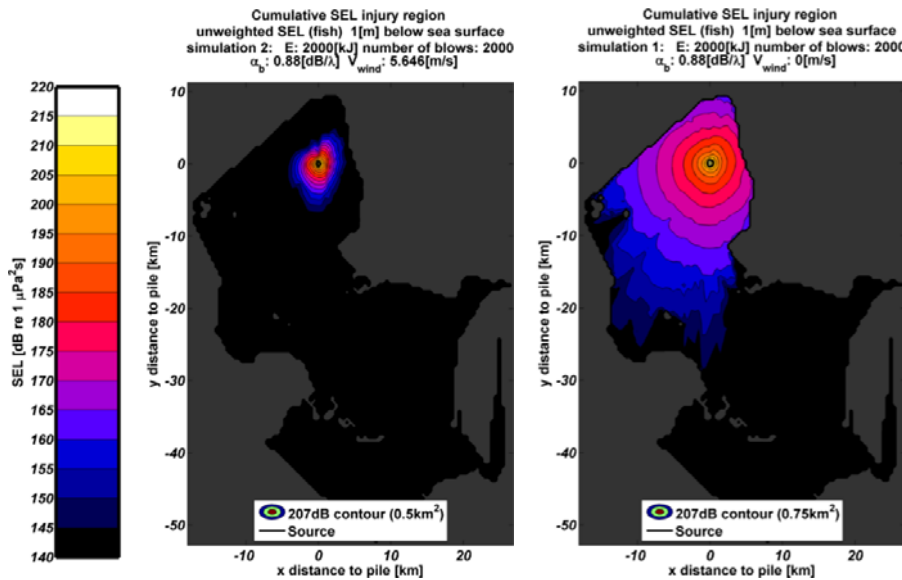 Cumulative SEL injury region
unweighted SEL (fish) 1[m] below sea surface
simulation 2: E: 2000[kJ] number of blows: 2000
α_b: 0.88[dB/λ] V_wind: 5.646[m/s]
Cumulative SEL injury region
unweighted SEL (fish) 1[m] below sea surface
simulation 1: E: 2000[kJ] number of blows: 2000
α_b: 0.88[dB/λ] V_wind: 0[m/s]
SEL [dB re 1 μPa²s]
220
215
210
205
200
195
190
185
180
175
170
165
160
155
150
145
140
y distance to pile [km]
10
0
-10
-20
-30
-40
-50
207dB contour (0.5km²)
Source
-10
0
10
20
x distance to pile [km]
y distance to pile [km]
10
0
-10
-20
-30
-40
-50
207dB contour (0.75km²)
Source
-10
0
10
20
x distance to pile [km]